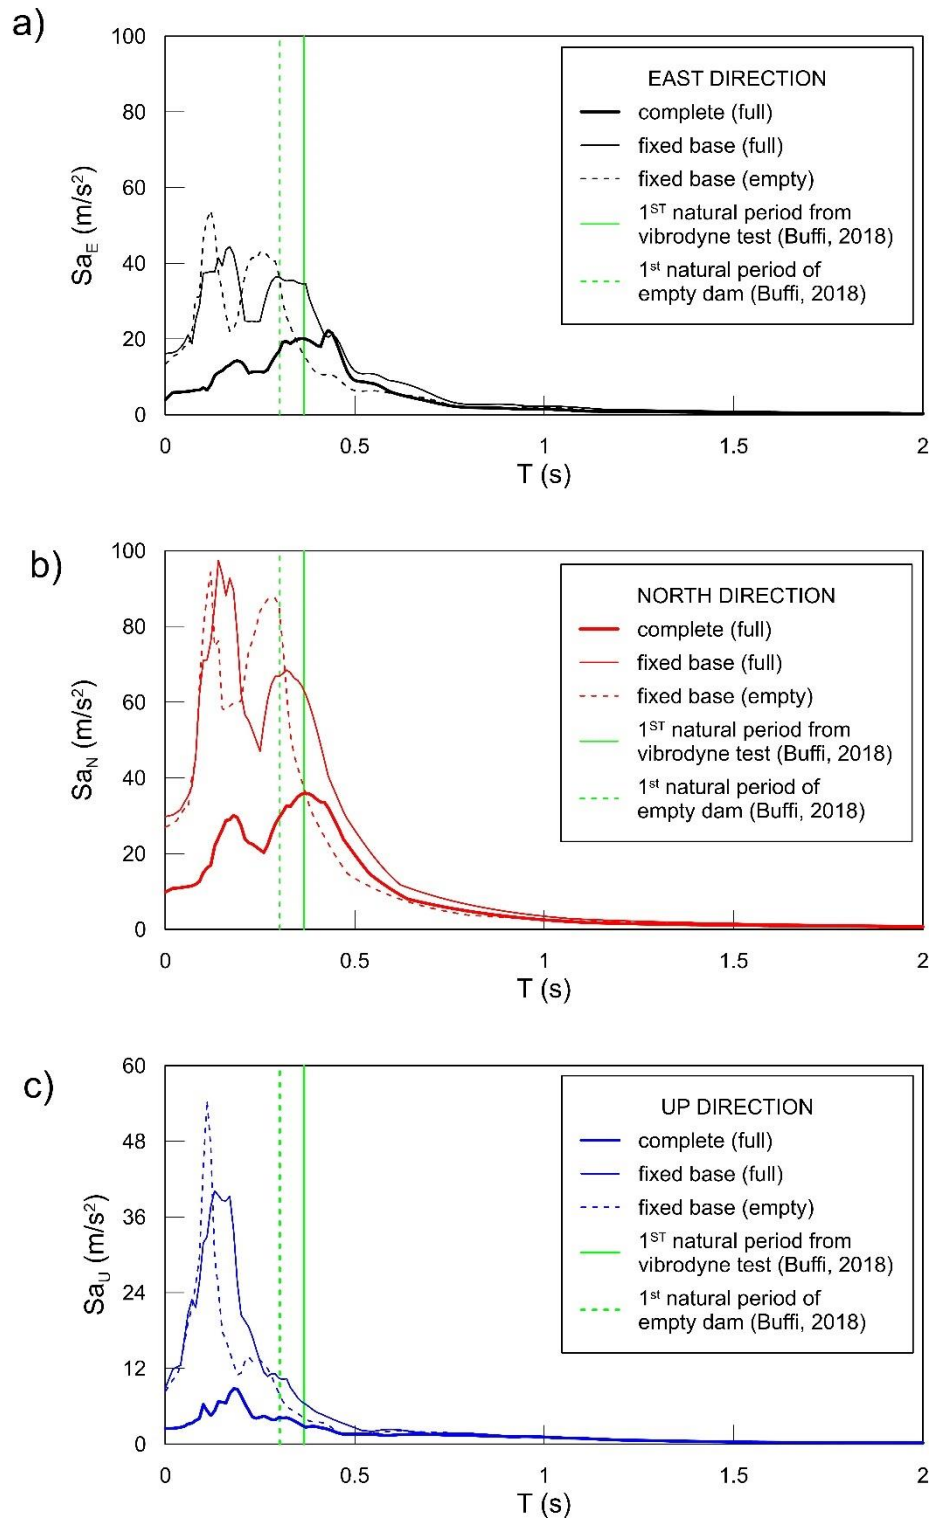 a)
100
80
60
40
20
0
Sa_E (m/s²)
0 0.5 1 1.5 2
T (s)
EAST DIRECTION
complete (full)
fixed base (full)
fixed base (empty)
1ST natural period from
vibrodyne test (Buffi, 2018)
1st natural period of
empty dam (Buffi, 2018)
b)
100
80
60
40
20
0
Sa_N (m/s²)
0 0.5 1 1.5 2
T (s)
NORTH DIRECTION
complete (full)
fixed base (full)
fixed base (empty)
1ST natural period from
vibrodyne test (Buffi, 2018)
1st natural period of
empty dam (Buffi, 2018)
c)
60
48
36
24
12
0
Sa_U (m/s²)
0 0.5 1 1.5 2
T (s)
UP DIRECTION
complete (full)
fixed base (full)
fixed base (empty)
1ST natural period from
vibrodyne test (Buffi, 2018)
1st natural period of
empty dam (Buffi, 2018)